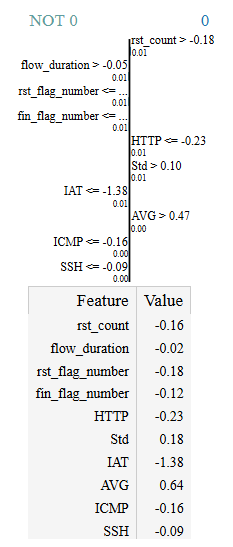 NOT 0 0
rst_count > -0.18
0.01
flow_duration > -0.05
0.01
rst_flag_number <= ...
0.01
fin_flag_number <= ...
0.01
HTTP <= -0.23
0.01
Std > 0.10
0.01
IAT <= -1.38
0.01
AVG > 0.47
0.00
ICMP <= -0.16
0.00
SSH <= -0.09
0.00
Feature Value
rst_count -0.16
flow_duration -0.02
rst_flag_number -0.18
fin_flag_number -0.12
HTTP -0.23
Std 0.18
IAT -1.38
AVG 0.64
ICMP -0.16
SSH -0.09